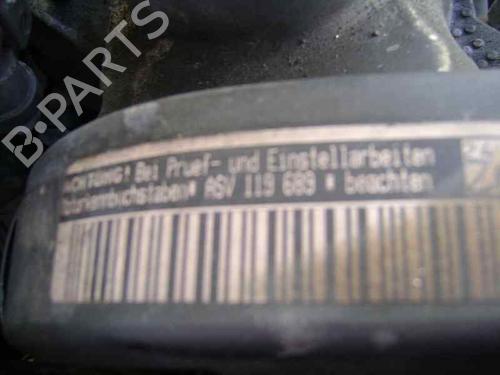 B-PARTS
ACHTUNG! Bei Pruef- und Einstellarbeiten
Motorkennbuchstaben* ASV 119 689 * beachten